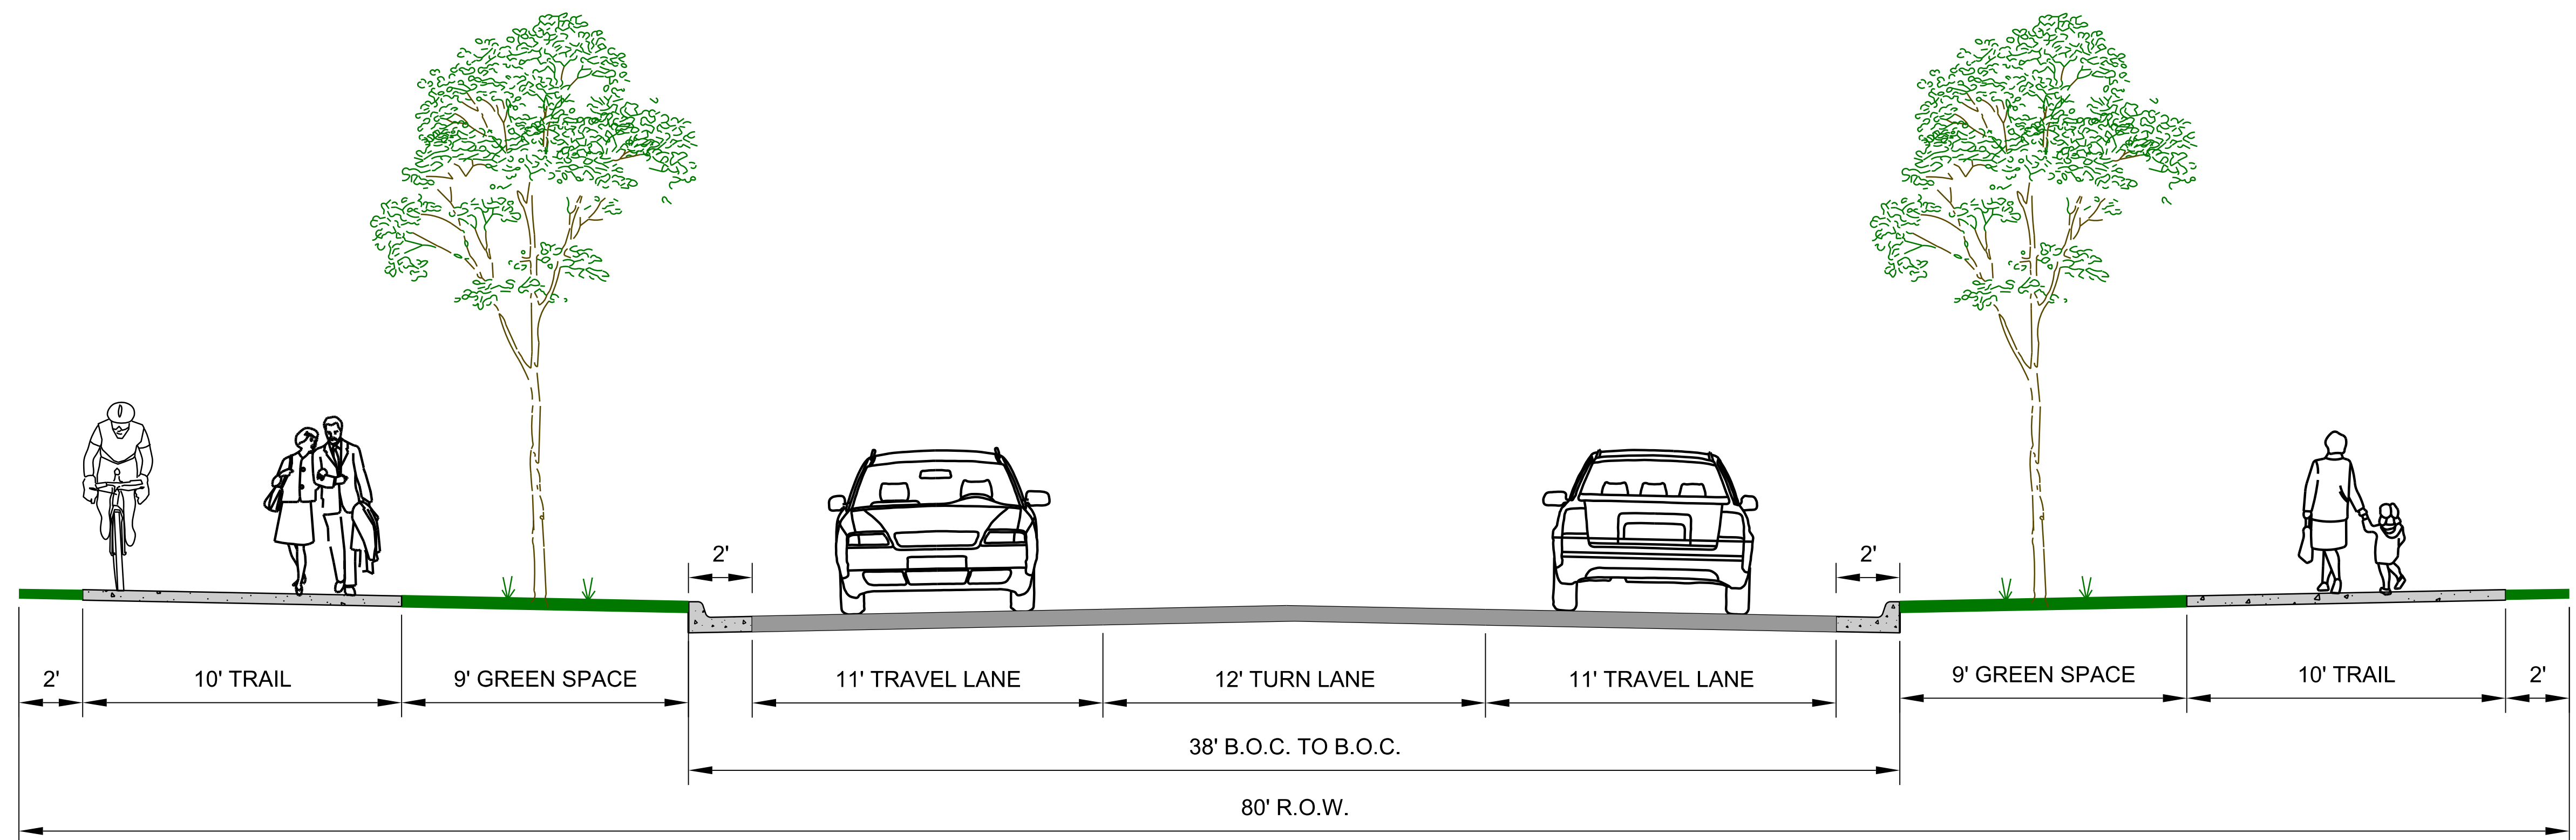 2'
2'
2'
10' TRAIL
9' GREEN SPACE
11' TRAVEL LANE
12' TURN LANE
11' TRAVEL LANE
9' GREEN SPACE
10' TRAIL
2'
38' B.O.C. TO B.O.C.
80' R.O.W.